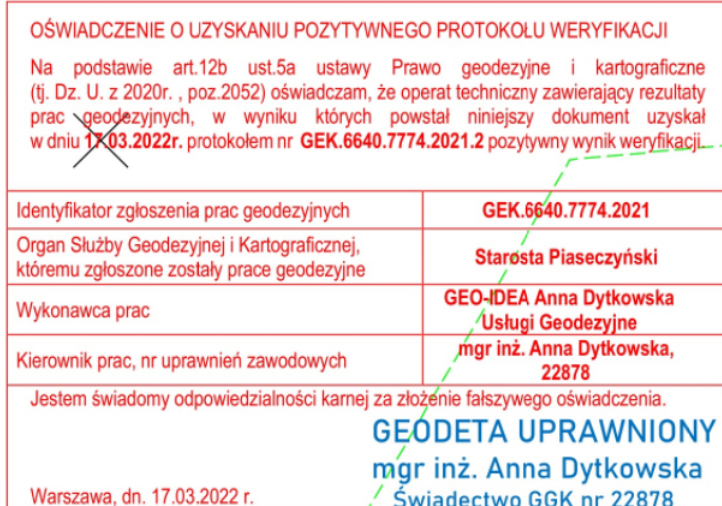 OŚWIADCZENIE O UZYSKANIU POZYTYWNEGO PROTOKOŁU WERYFIKACJI
Na podstawie art.12b ust.5a ustawy Prawo geodezyjne i kartograficzne
(tj. Dz. U. z 2020r. , poz.2052) oświadczam, że operat techniczny zawierający rezultaty
prac geodezyjnych, w wyniku których powstał niniejszy dokument uzyskał
w dniu 17.03.2022r. protokołem nr GEK.6640.7774.2021.2 pozytywny wynik weryfikacji.
Identyfikator zgłoszenia prac geodezyjnych
GEK.6640.7774.2021
Organ Służby Geodezyjnej i Kartograficznej,
któremu zgłoszone zostały prace geodezyjne
Starosta Piaseczyński
Wykonawca prac
GEO-IDEA Anna Dytkowska
Usługi Geodezyjne
Kierownik prac, nr uprawnień zawodowych
mgr inż. Anna Dytkowska,
22878
Jestem świadomy odpowiedzialności karnej za złożenie fałszywego oświadczenia.
GEODETA UPRAWNIONY
mgr inż. Anna Dytkowska
Świadectwo GGK nr 22878
Warszawa, dn. 17.03.2022 r.